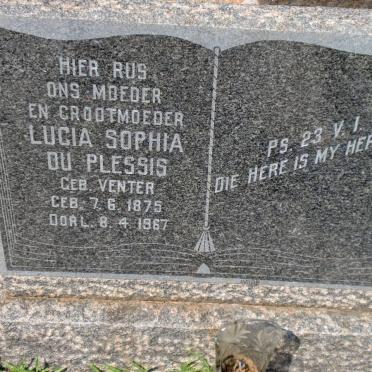 HIER RUS
ONS MOEDER
EN GROOTMOEDER
LUCIA SOPHIA
DU PLESSIS
GEB VENTER
GEB. 7. 6. 1875
OORL. 8. 4. 1967
PS. 23 V. 1.
DIE HERE IS MY HER